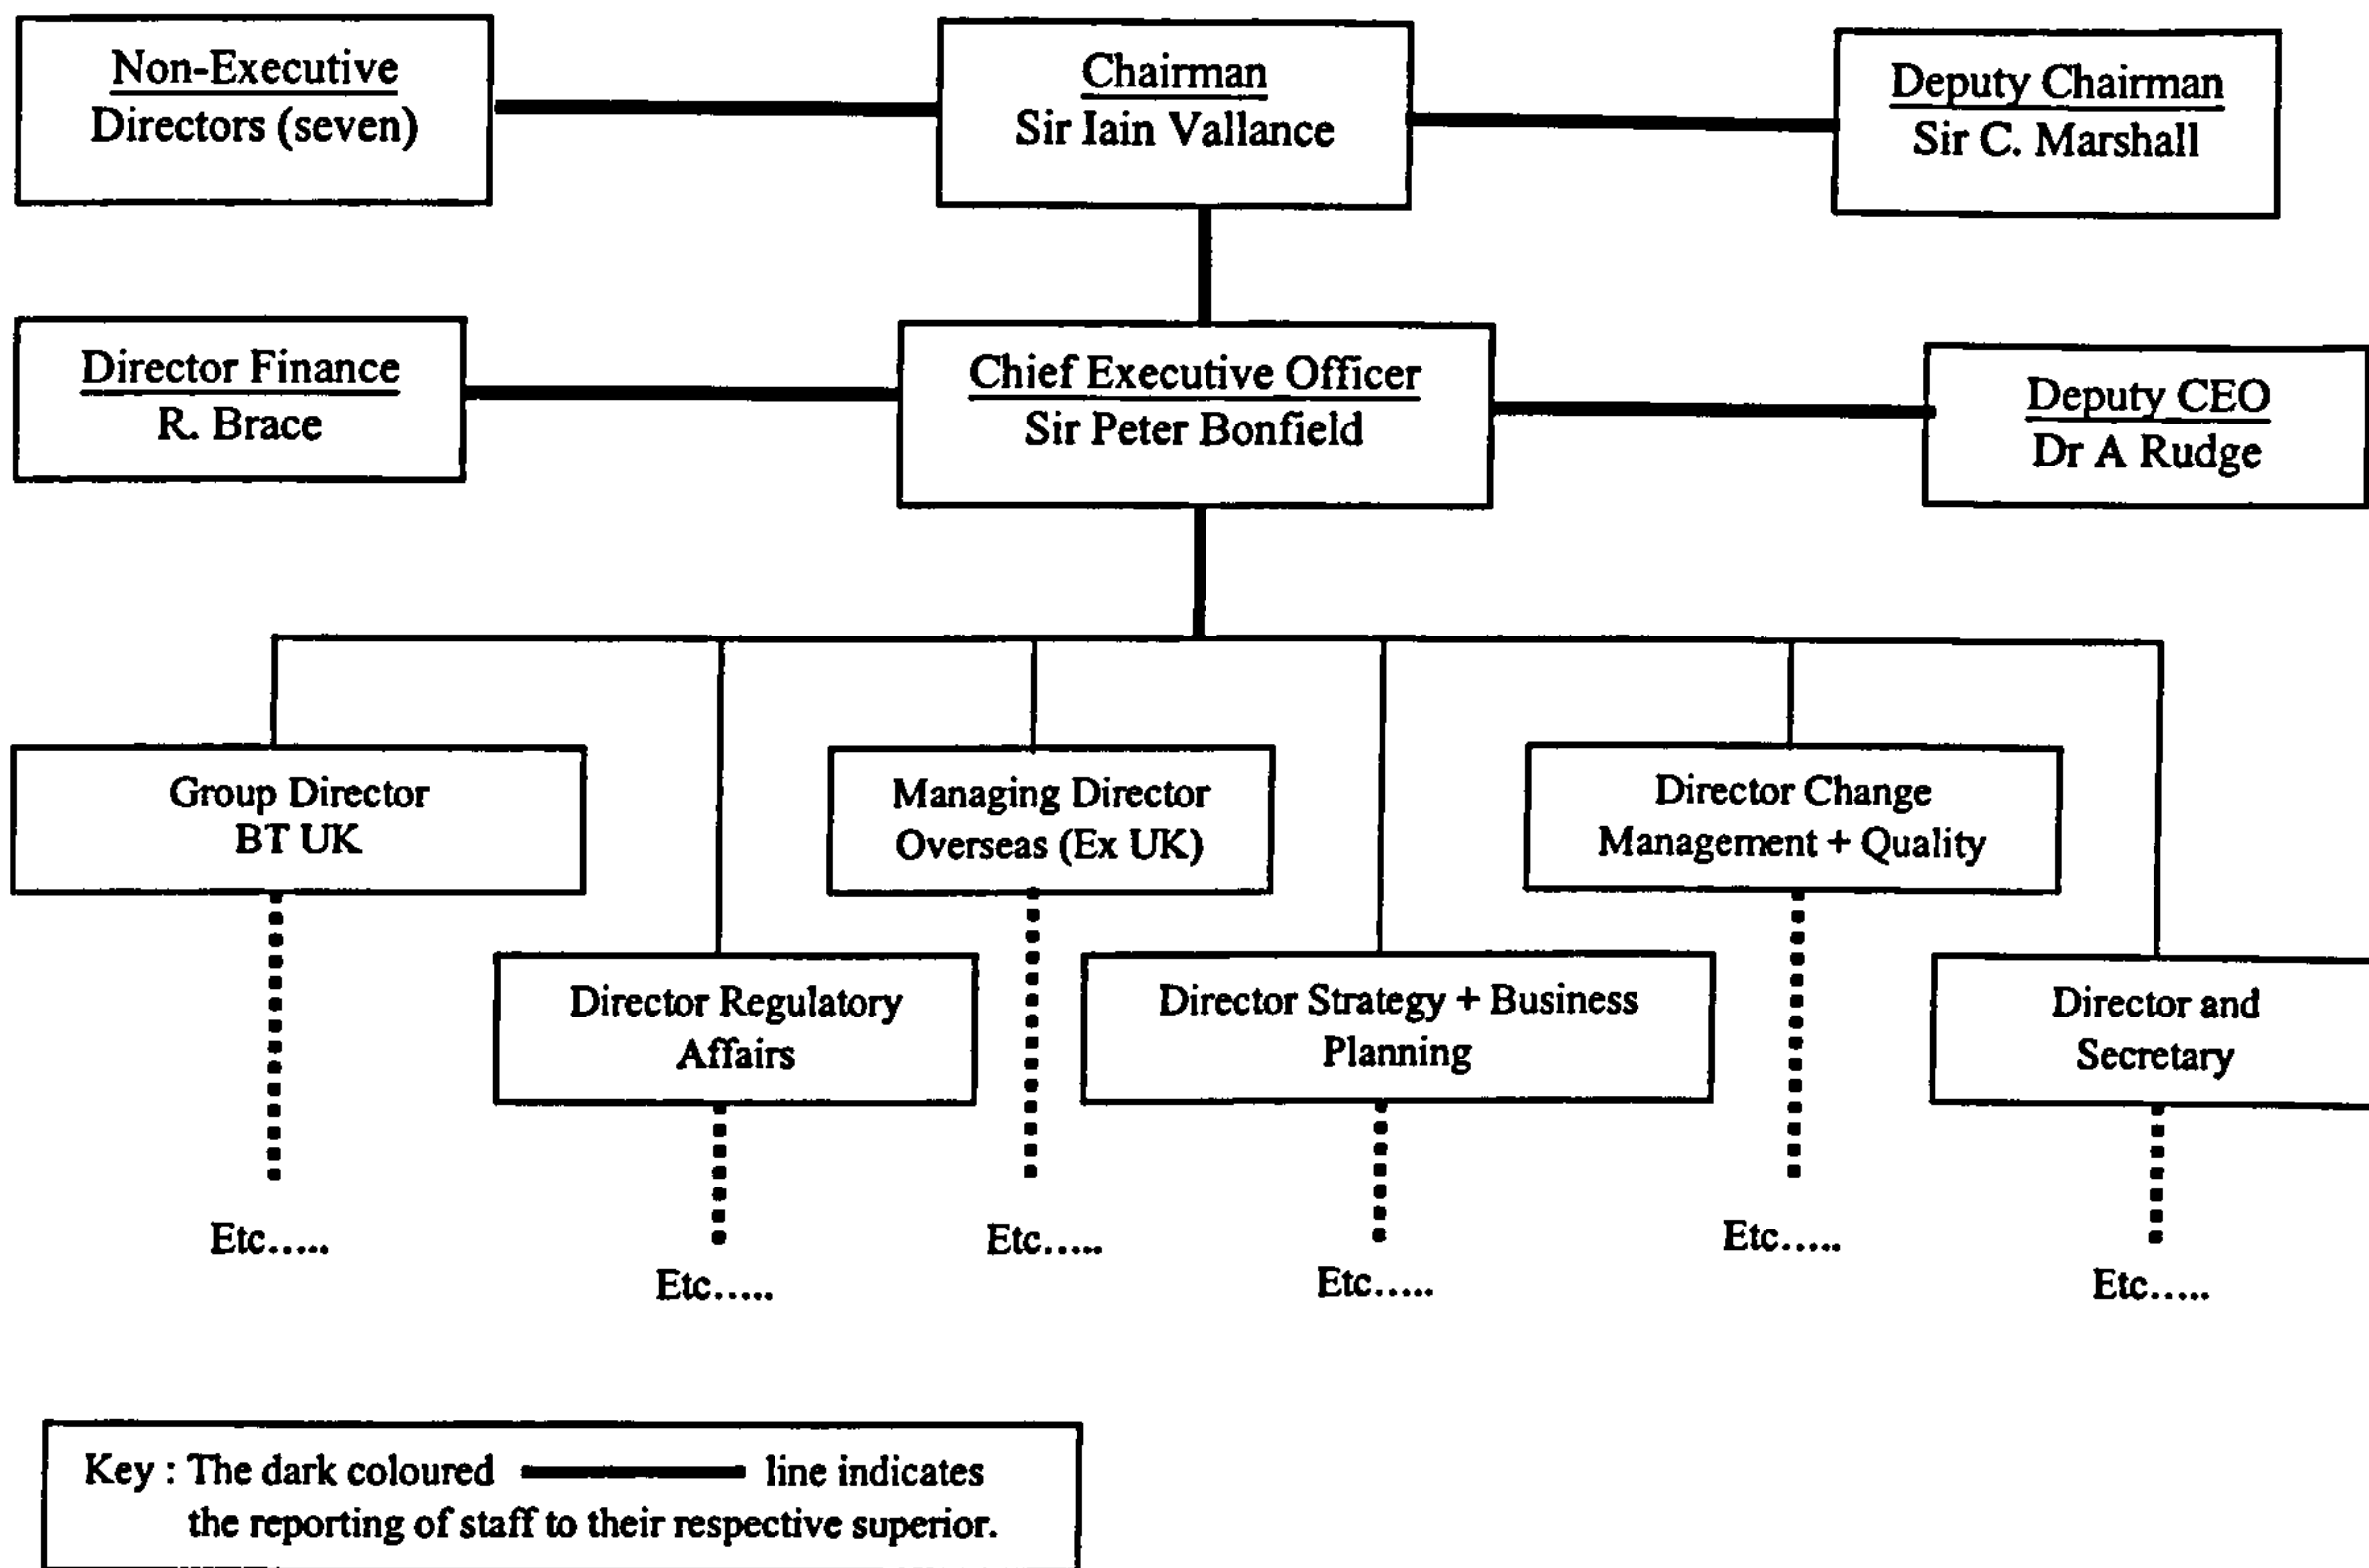 Non-Executive
Directors (seven)
Chairman
Sir Iain Vallance
Deputy Chairman
Sir C. Marshall
Director Finance
R. Brace
Chief Executive Officer
Sir Peter Bonfield
Deputy CEO
Dr A Rudge
Group Director
BT UK
Managing Director
Overseas (Ex UK)
Director Change
Management + Quality
Director Regulatory
Affairs
Director Strategy + Business
Planning
Director and
Secretary
Etc.....
Etc.....
Etc.....
Etc.....
Etc.....
Etc.....
Key : The dark coloured line indicates
the reporting of staff to their respective superior.